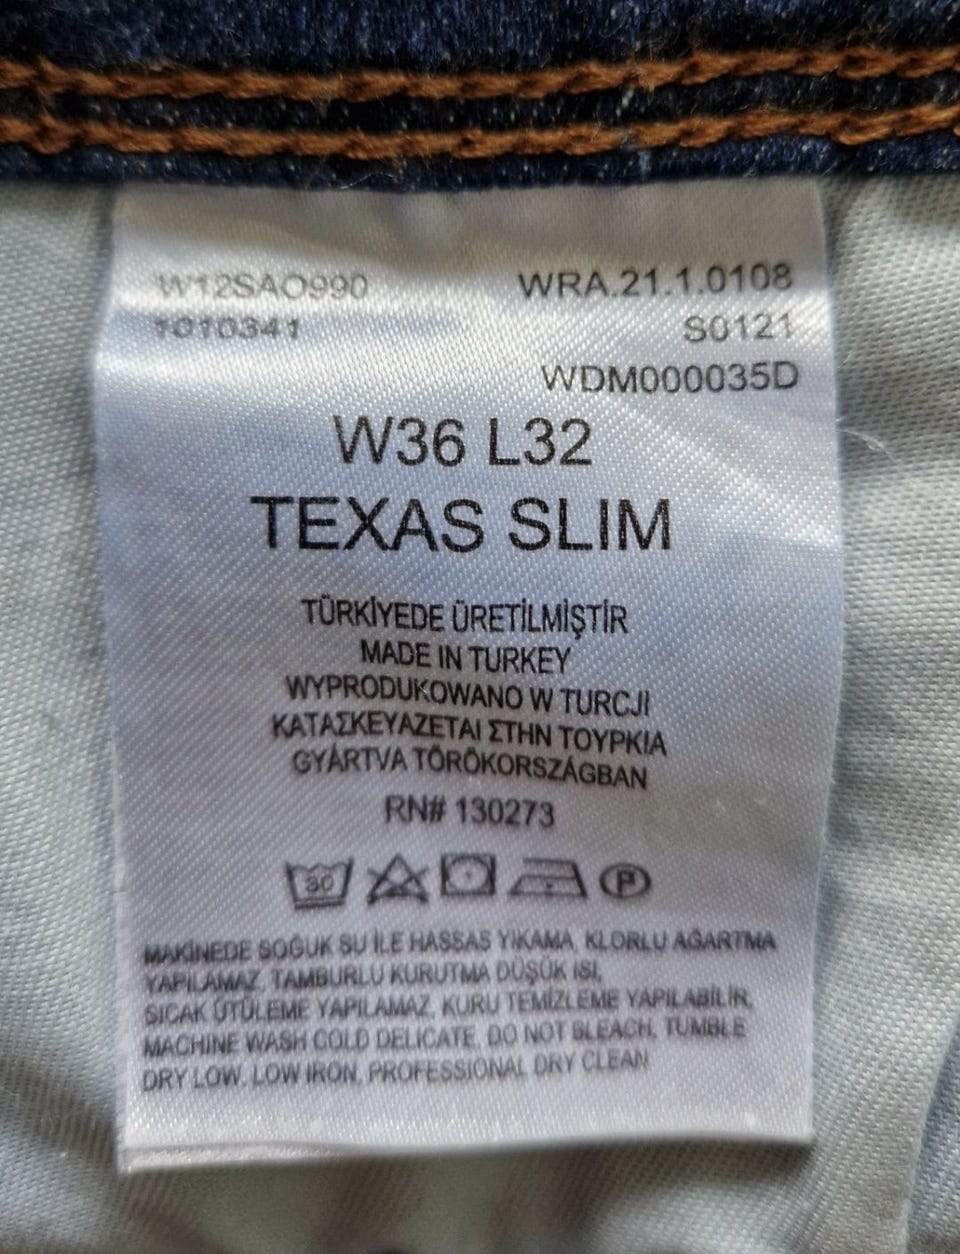 W12SAO990 WRA.21.1.0108
1010341 S0121
WDM000035D
W36 L32
TEXAS SLIM
TÜRKİYEDE ÜRETİLMİŞTİR
MADE IN TURKEY
WYPRODUKOWANO W TURCJI
ΚΑΤΑΣΚΕΥΑΖΕΤΑΙ ΣΤΗΝ ΤΟΥΡΚΙΑ
GYÁRTVA TÖRÖKORSZÁGBAN
RN# 130273
30 P
MAKİNEDE SOĞUK SU İLE HASSAS YIKAMA, KLORLU AĞARTMA
YAPILAMAZ, TAMBURLU KURUTMA DÜŞÜK ISI,
SICAK ÜTÜLEME YAPILAMAZ, KURU TEMİZLEME YAPILABİLİR.
MACHINE WASH COLD DELICATE, DO NOT BLEACH, TUMBLE
DRY LOW, LOW IRON, PROFESSIONAL DRY CLEAN